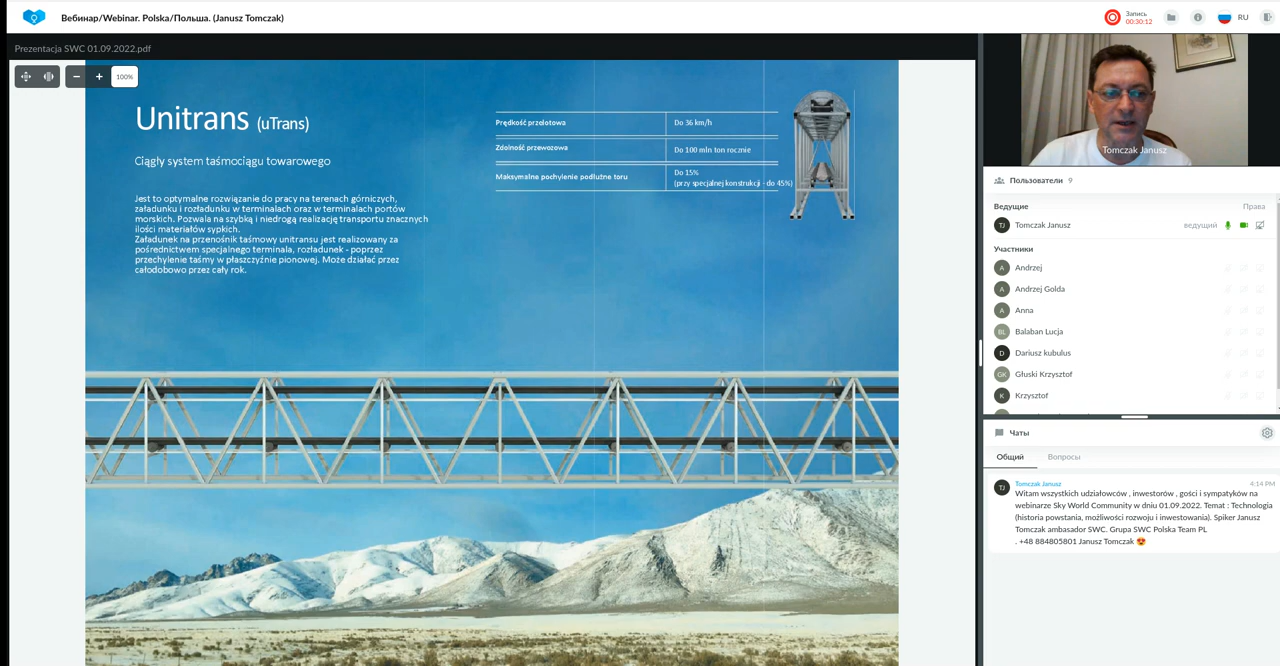 Вебинар/Webinar. Polska/Польша. (Janusz Tomczak)
Запись
00:30:12
RU
Prezentacja SWC 01.09.2022.pdf
100%
Unitrans (uTrans)
Ciągły system taśmociągu towarowego
Jest to optymalne rozwiązanie do pracy na terenach górniczych,
załadunku i rozładunku w terminalach oraz w terminalach portów
morskich. Pozwala na szybką i niedrogą realizację transportu znacznych
ilości materiałów sypkich.
Załadunek na przenośnik taśmowy unitransu jest realizowany za
pośrednictwem specjalnego terminala, rozładunek - poprzez
przechylenie taśmy w płaszczyźnie pionowej. Może działać przez
całodobowo przez cały rok.
Prędkość przelotowa
Do 36 km/h
Zdolność przewozowa
Do 100 mln ton rocznie
Maksymalne pochylenie podłużne toru
Do 15%
(przy specjalnej konstrukcji - do 45%)
Tomczak Janusz
Пользователи 9
Ведущие
Права
TJ Tomczak Janusz ведущий
Участники
A Andrzej
A Andrzej Golda
A Anna
BL Balaban Lucja
D Dariusz kubulus
GK Głuski Krzysztof
K Krzysztof
Чаты
Общий
Вопросы
TJ Tomczak Janusz 4:14 PM
Witam wszystkich udziałowców , inwestorów , gości i sympatyków na
webinarze Sky World Community w dniu 01.09.2022. Temat : Technologia
(historia powstania, możliwości rozwoju i inwestowania). Spiker Janusz
Tomczak ambasador SWC. Grupa SWC Polska Team PL
. +48 884805801 Janusz Tomczak 😍